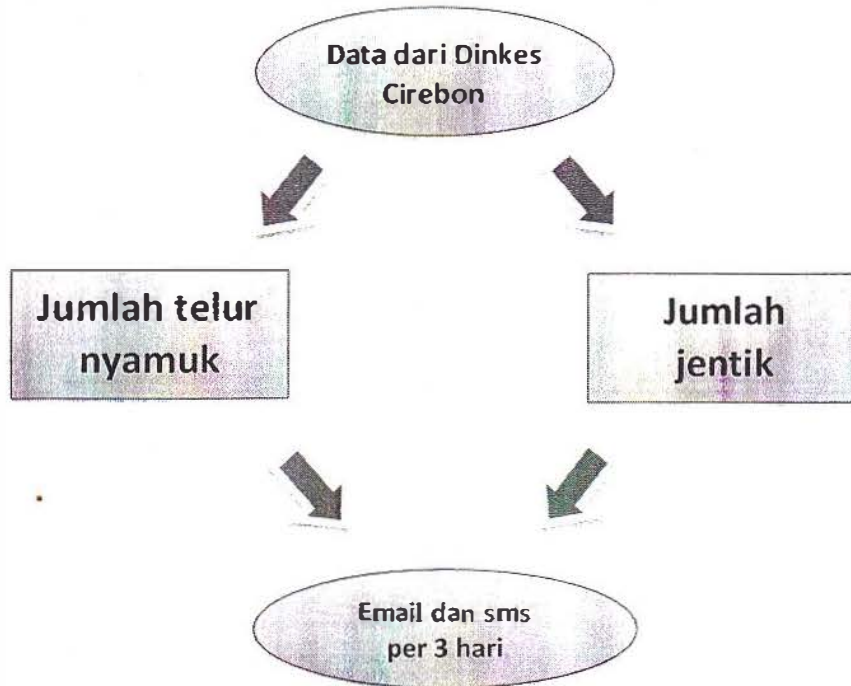 Data dari Dinkes
Cirebon
Jumlah telur
nyamuk
Jumlah
jentik
Email dan sms
per 3 hari